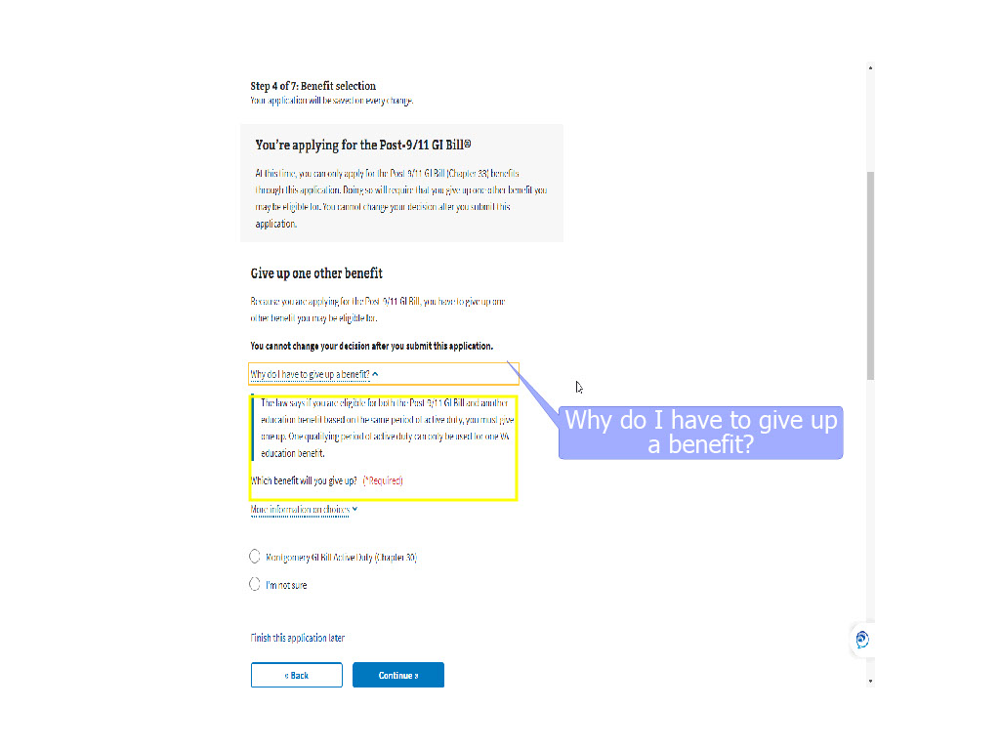 Step 4 of 7: Benefit selection
Your application will be saved on every change.
You're applying for the Post-9/11 GI Bill®
At this time, you can only apply for the Post-9/11 GI Bill (Chapter 33) benefits
through this application. Doing so will require that you give up one other benefit you
may be eligible for. You cannot change your decision after you submit this
application.
Give up one other benefit
Because you are applying for the Post-9/11 GI Bill, you have to give up one
other benefit you may be eligible for.
You cannot change your decision after you submit this application.
Why do I have to give up a benefit?
The law says if you are eligible for both the Post-9/11 GI Bill and another
education benefit based on the same period of active duty, you must give
one up. One qualifying period of active duty can only be used for one VA
education benefit.
Which benefit will you give up? (*Required)
More information on choices
Montgomery GI Bill Active Duty (Chapter 30)
I'm not sure
Finish this application later
« Back
Continue »
Why do I have to give up
a benefit?